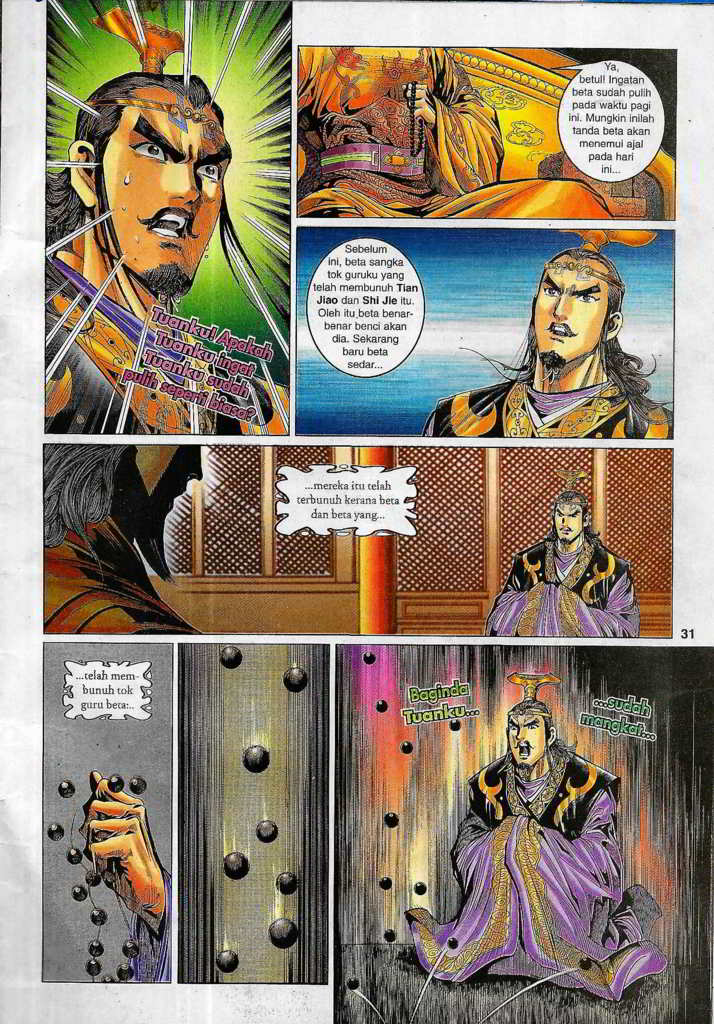 Tuanku! Apakah
Tuanku ingat
Tuanku sudah
pulih seperti biasa?
Ya,
betul! Ingatan
beta sudah pulih
pada waktu pagi
ini. Mungkin inilah
tanda beta akan
menemui ajal
pada hari
ini...
Sebelum
ini, beta sangka
tok guruku yang
telah membunuh Tian
Jiao dan Shi Jie itu.
Oleh itu beta benar-
benar benci akan
dia. Sekarang
baru beta
sedar...
...mereka itu telah
terbunuh kerana beta
dan beta yang...
31
...telah mem-
bunuh tok
guru beta...
Baginda
Tuanku...
...sudah
mangkat...